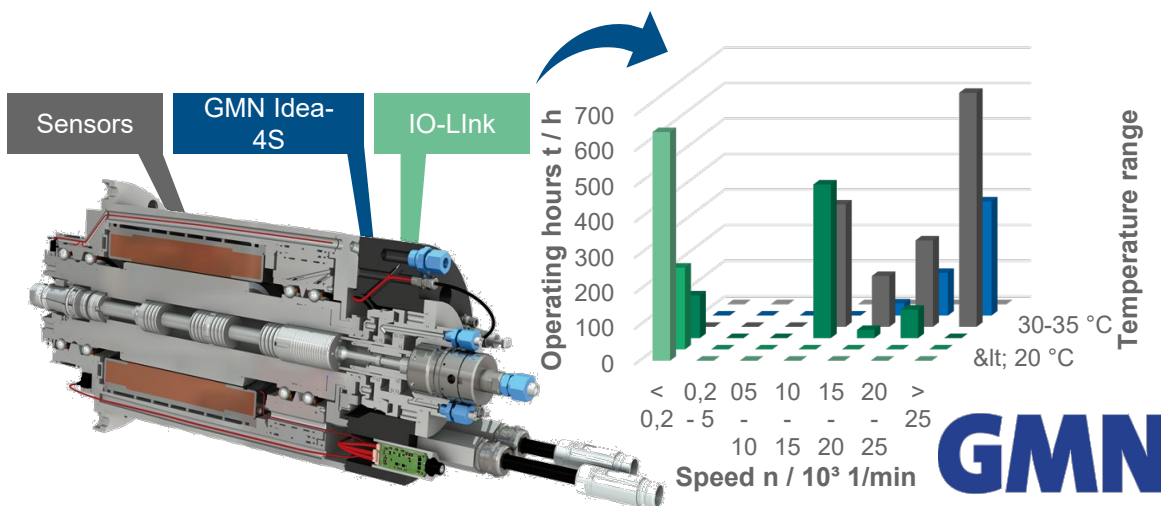 Sensors
GMN Idea-
4S
IO-LInk
Operating hours t / h
700
600
500
400
300
200
100
0
<
0,2
0,2
- 5
05
-
10
10
-
15
15
-
20
20
-
25
>
25
Speed n / 10³ 1/min
30-35 °C
&lt; 20 °C
Temperature range
GMN